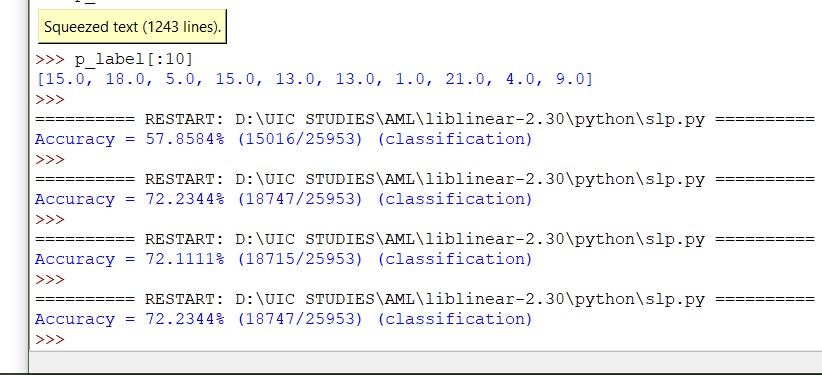 Squeezed text (1243 lines).
>>> p_label[:10]
[15.0, 18.0, 5.0, 15.0, 13.0, 13.0, 1.0, 21.0, 4.0, 9.0]
>>>
========== RESTART: D:\UIC STUDIES\AML\liblinear-2.30\python\slp.py ==========
Accuracy = 57.8584% (15016/25953) (classification)
>>>
========== RESTART: D:\UIC STUDIES\AML\liblinear-2.30\python\slp.py ==========
Accuracy = 72.2344% (18747/25953) (classification)
>>>
========== RESTART: D:\UIC STUDIES\AML\liblinear-2.30\python\slp.py ==========
Accuracy = 72.1111% (18715/25953) (classification)
>>>
========== RESTART: D:\UIC STUDIES\AML\liblinear-2.30\python\slp.py ==========
Accuracy = 72.2344% (18747/25953) (classification)
>>>